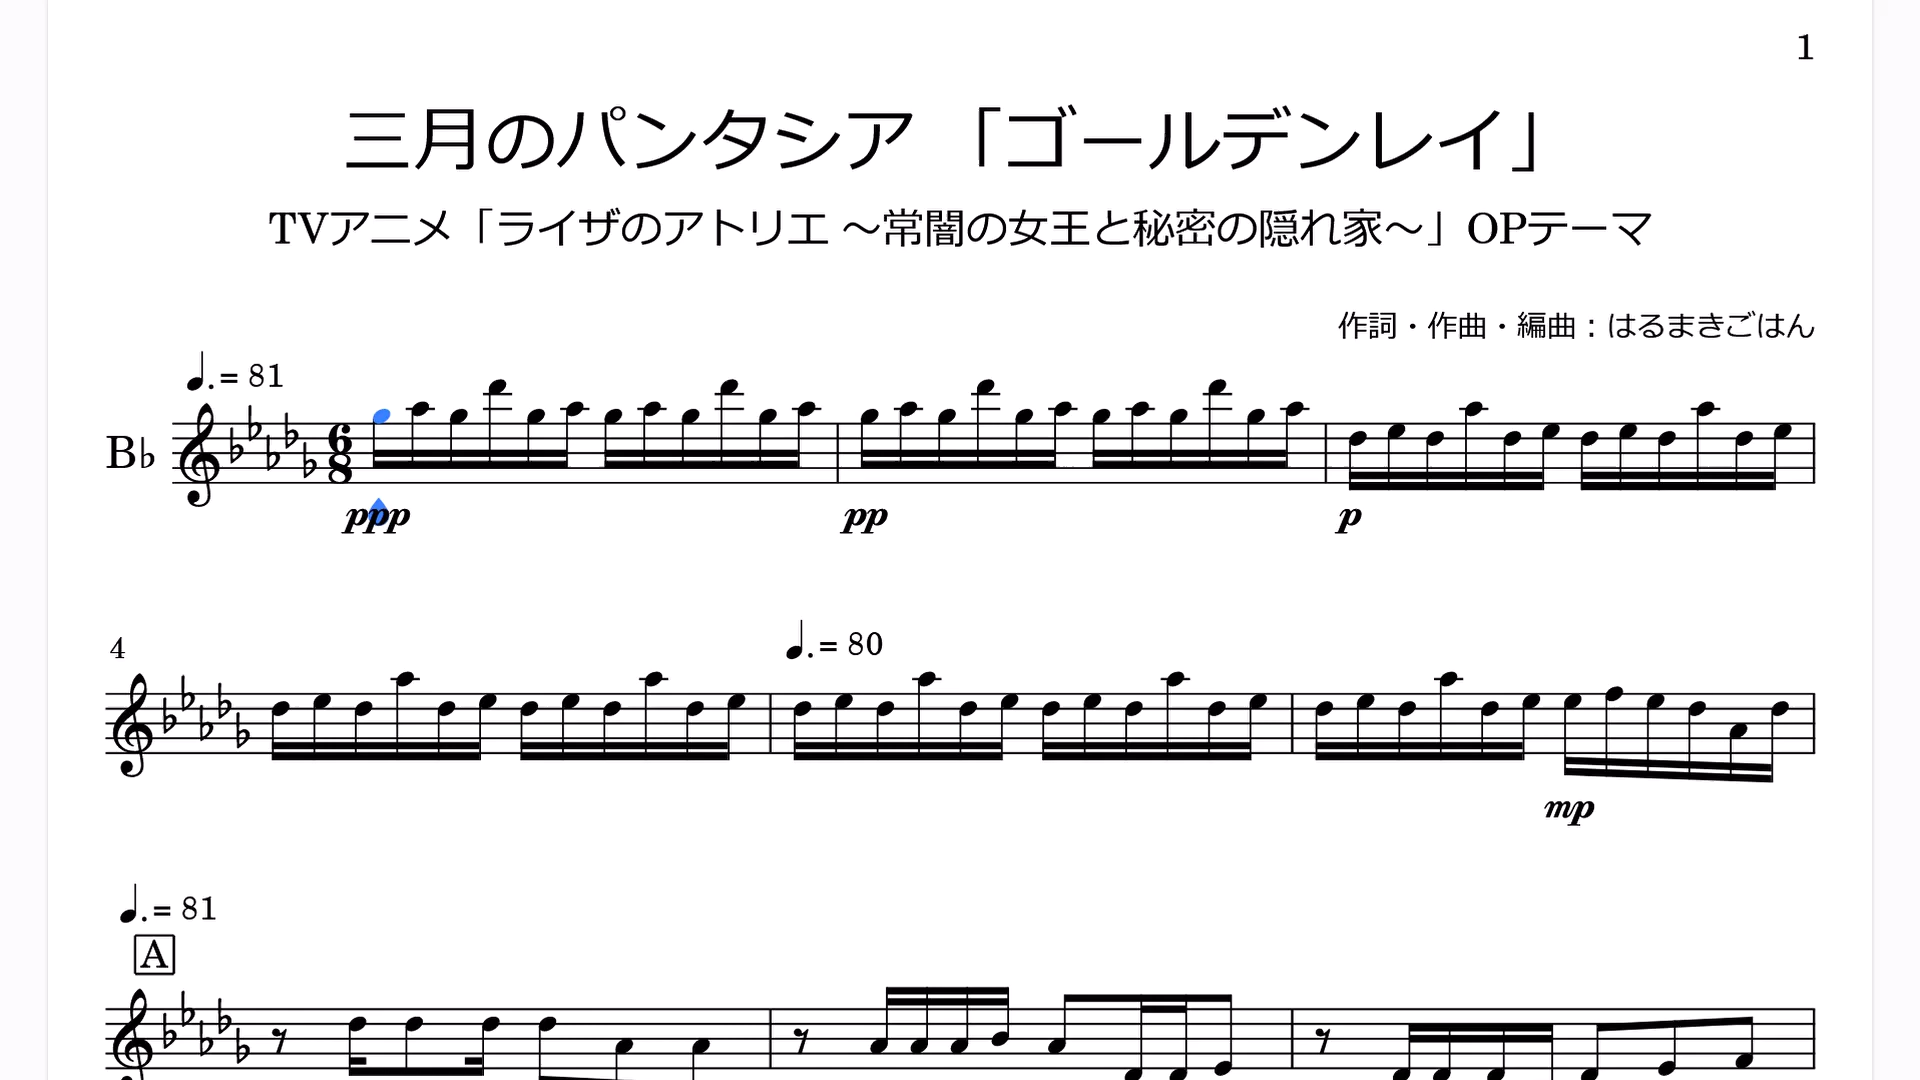 1
三月のパンタシア 「ゴールデンレイ」
TVアニメ「ライザのアトリエ ～常闇の女王と秘密の隠れ家～」OPテーマ
作詞・作曲・編曲：はるまきごはん
♩.= 81
B♭
6
8
ppp
pp
p
4
♩.= 80
mp
♩.= 81
A